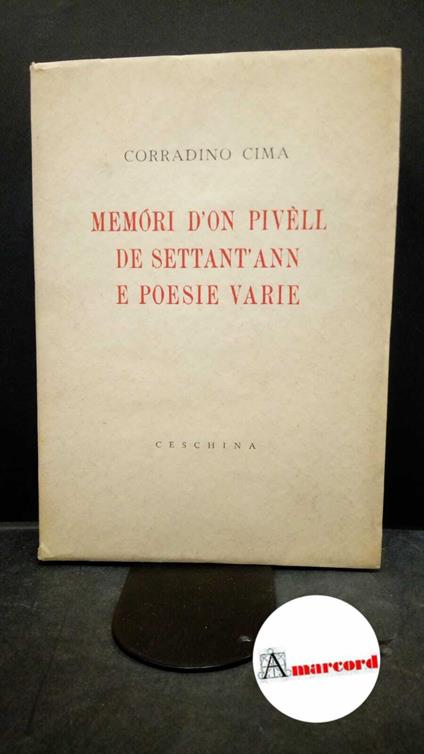 CORRADINO CIMA
MEMÓRI D'ON PIVÈLL
DE SETTANT'ANN
E POESIE VARIE
CESCHINA
Amarcord